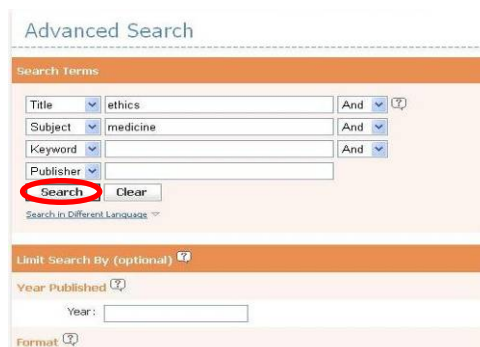 Advanced Search
Search Terms
Title ethics And ?
Subject medicine And
Keyword And
Publisher
Search Clear
Search in Different Language
Limit Search By (optional) ?
Year Published ?
Year:
Format ?